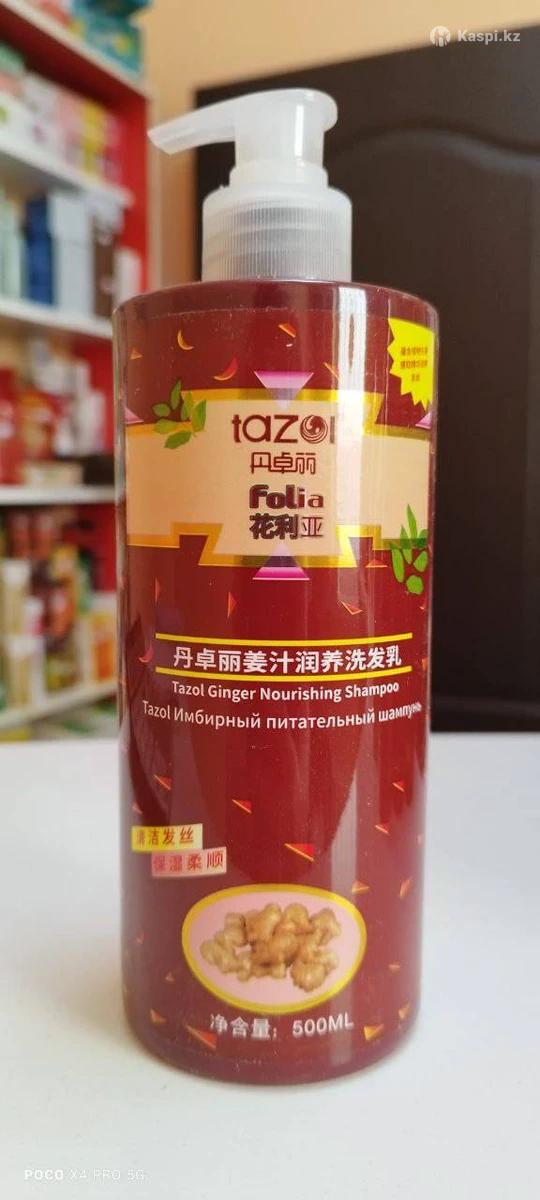 Kaspi.kz
tazol
丹卓丽
Folia
花利亚
丹卓丽姜汁润养洗发乳
Tazol Ginger Nourishing Shampoo
Tazol Имбирный питательный шампунь
清洁发丝
保湿柔顺
净含量：500ML
POCO X4 PRO 5G